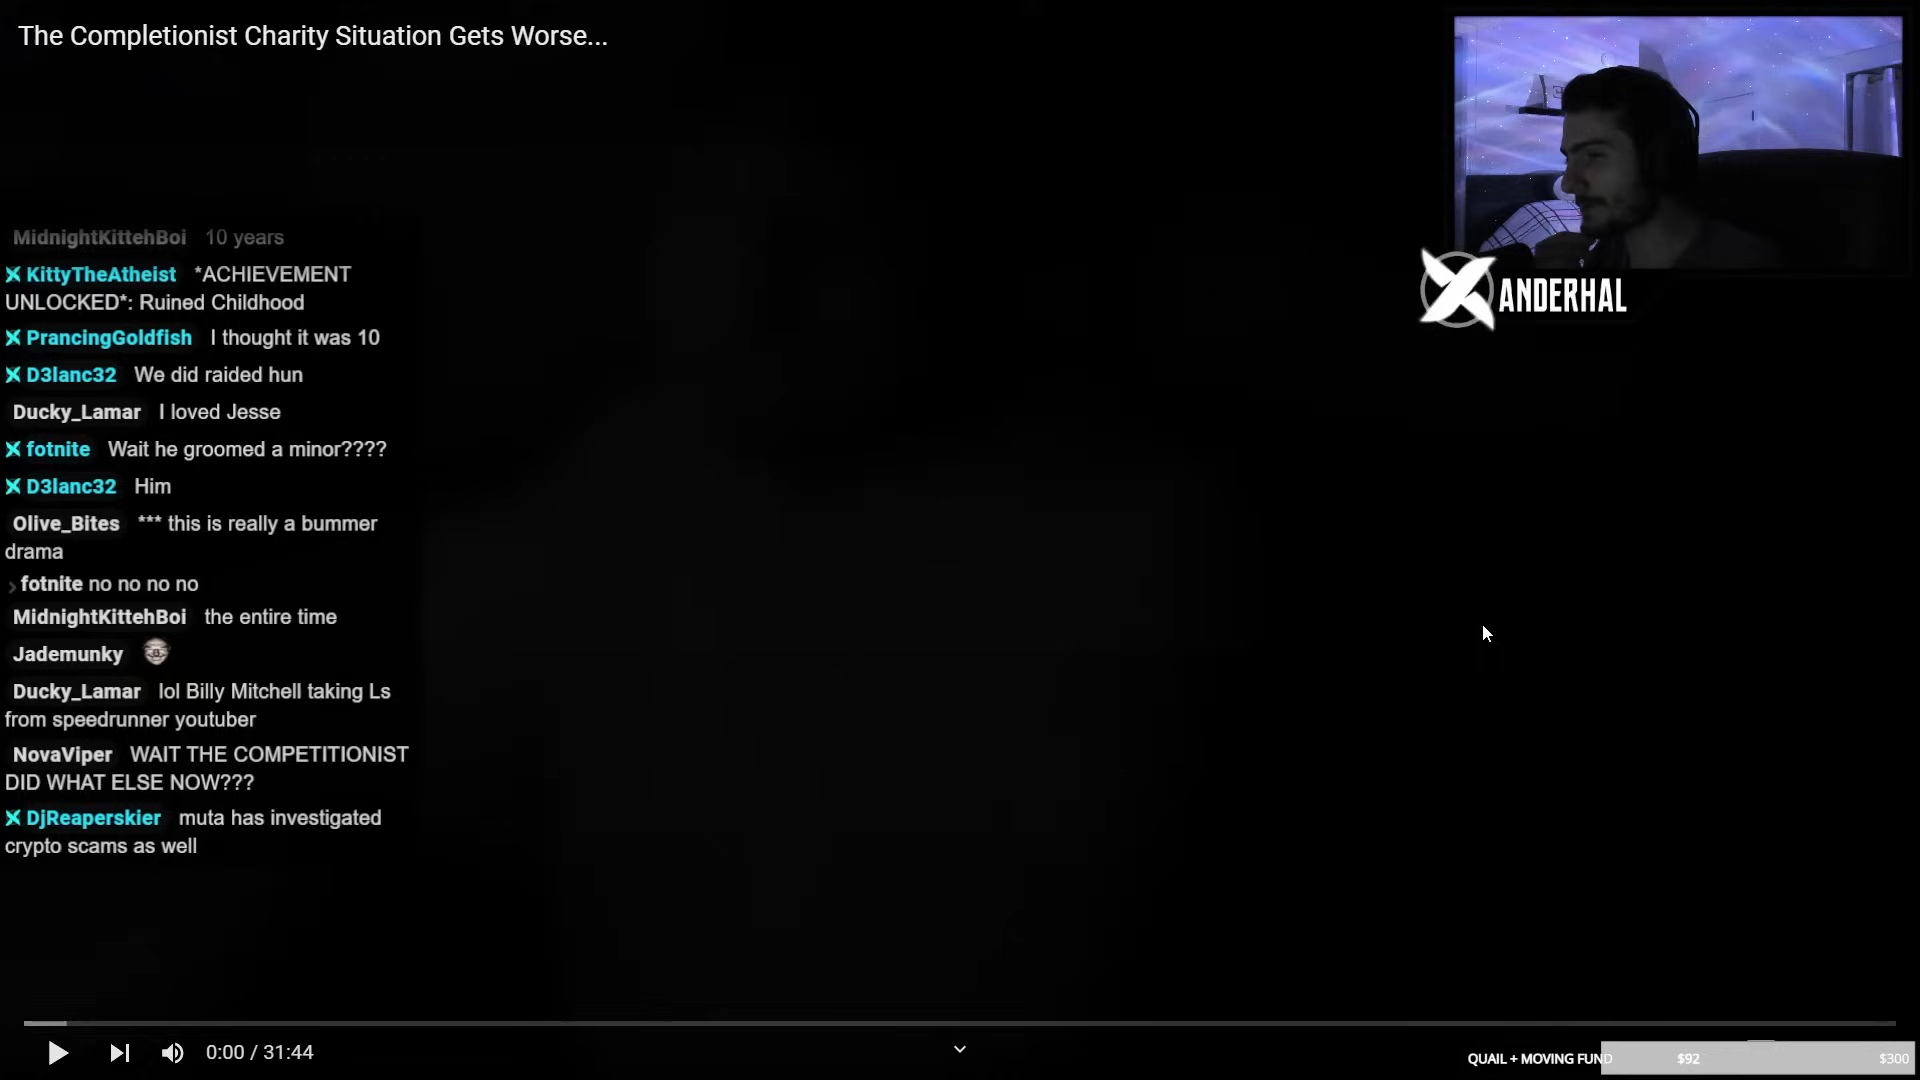 The Completionist Charity Situation Gets Worse...
MidnightKittehBoi 10 years
KittyTheAtheist *ACHIEVEMENT
UNLOCKED*: Ruined Childhood
PrancingGoldfish I thought it was 10
D3lanc32 We did raided hun
Ducky_Lamar I loved Jesse
fotnite Wait he groomed a minor????
D3lanc32 Him
Olive_Bites *** this is really a bummer
drama
fotnite no no no no
MidnightKittehBoi the entire time
Jademunky
Ducky_Lamar lol Billy Mitchell taking Ls
from speedrunner youtuber
NovaViper WAIT THE COMPETITIONIST
DID WHAT ELSE NOW???
DjReaperskier muta has investigated
crypto scams as well
XANDERHAL
0:00 / 31:44
QUAIL + MOVING FUND $92 $300